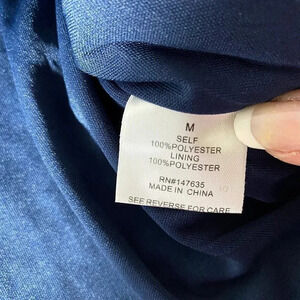 M
SELF
100%POLYESTER
LINING
100%POLYESTER
RN#147635
MADE IN CHINA
SEE REVERSE FOR CARE